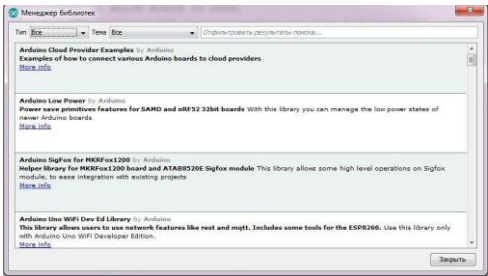 Менеджер библиотек
Тип Все Тема Все Отфильтровать результаты поиска...
Arduino Cloud Provider Examples by Arduino
Examples of how to connect various Arduino boards to cloud providers
More info
Arduino Low Power by Arduino
Power save primitives features for SAMD and nRF52 32bit boards With this library you can manage the low power states of
newer Arduino boards
More info
Arduino SigFox for MKRFox1200 by Arduino
Helper library for MKRFox1200 board and ATAB8520E Sigfox module This library allows some high level operations on Sigfox
module, to ease integration with existing projects
More info
Arduino Uno WiFi Dev Ed Library by Arduino
This library allows users to use network features like rest and mqtt. Includes some tools for the ESP8266. Use this library only
with Arduino Uno WiFi Developer Edition.
More info
Закрыть